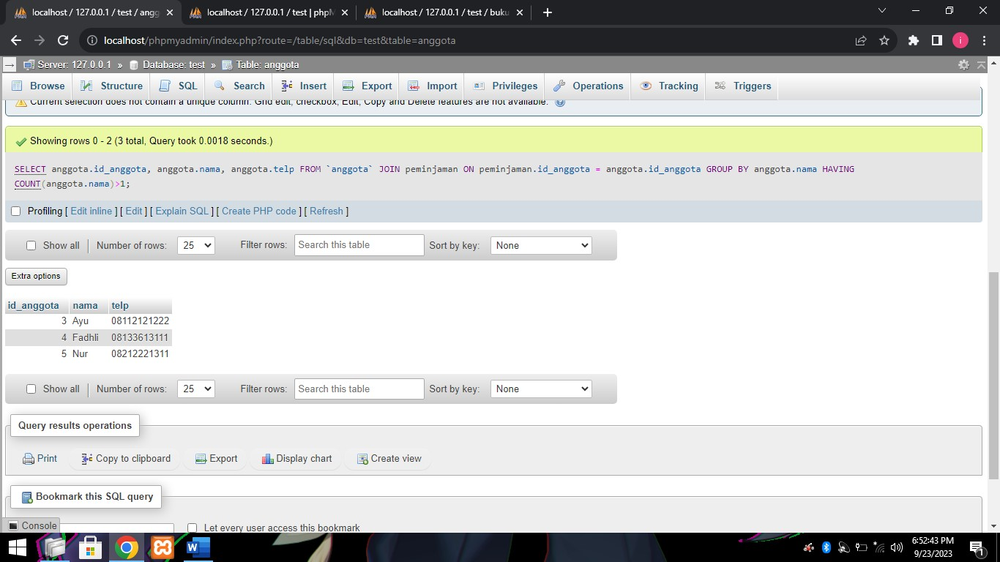 localhost / 127.0.0.1 / test / angg
localhost / 127.0.0.1 / test | phpM
localhost / 127.0.0.1 / test / buku
localhost/phpmyadmin/index.php?route=/table/sql&db=test&table=anggota
i
Server: 127.0.0.1 » Database: test » Table: anggota
Browse Structure SQL Search Insert Export Import Privileges Operations Tracking Triggers
Current selection does not contain a unique column. Grid edit, checkbox, Edit, Copy and Delete features are not available.
Showing rows 0 - 2 (3 total, Query took 0.0018 seconds.)
SELECT anggota.id_anggota, anggota.nama, anggota.telp FROM `anggota` JOIN peminjaman ON peminjaman.id_anggota = anggota.id_anggota GROUP BY anggota.nama HAVING
COUNT(anggota.nama)>1;
Profiling [ Edit inline ] [ Edit ] [ Explain SQL ] [ Create PHP code ] [ Refresh ]
Show all Number of rows: 25 Filter rows: Search this table Sort by key: None
Extra options
id_anggota nama telp
3 Ayu 08112121222
4 Fadhli 08133613111
5 Nur 08212221311
Show all Number of rows: 25 Filter rows: Search this table Sort by key: None
Query results operations
Print Copy to clipboard Export Display chart Create view
Bookmark this SQL query
Console
Let every user access this bookmark
6:52:43 PM
9/23/2023
1